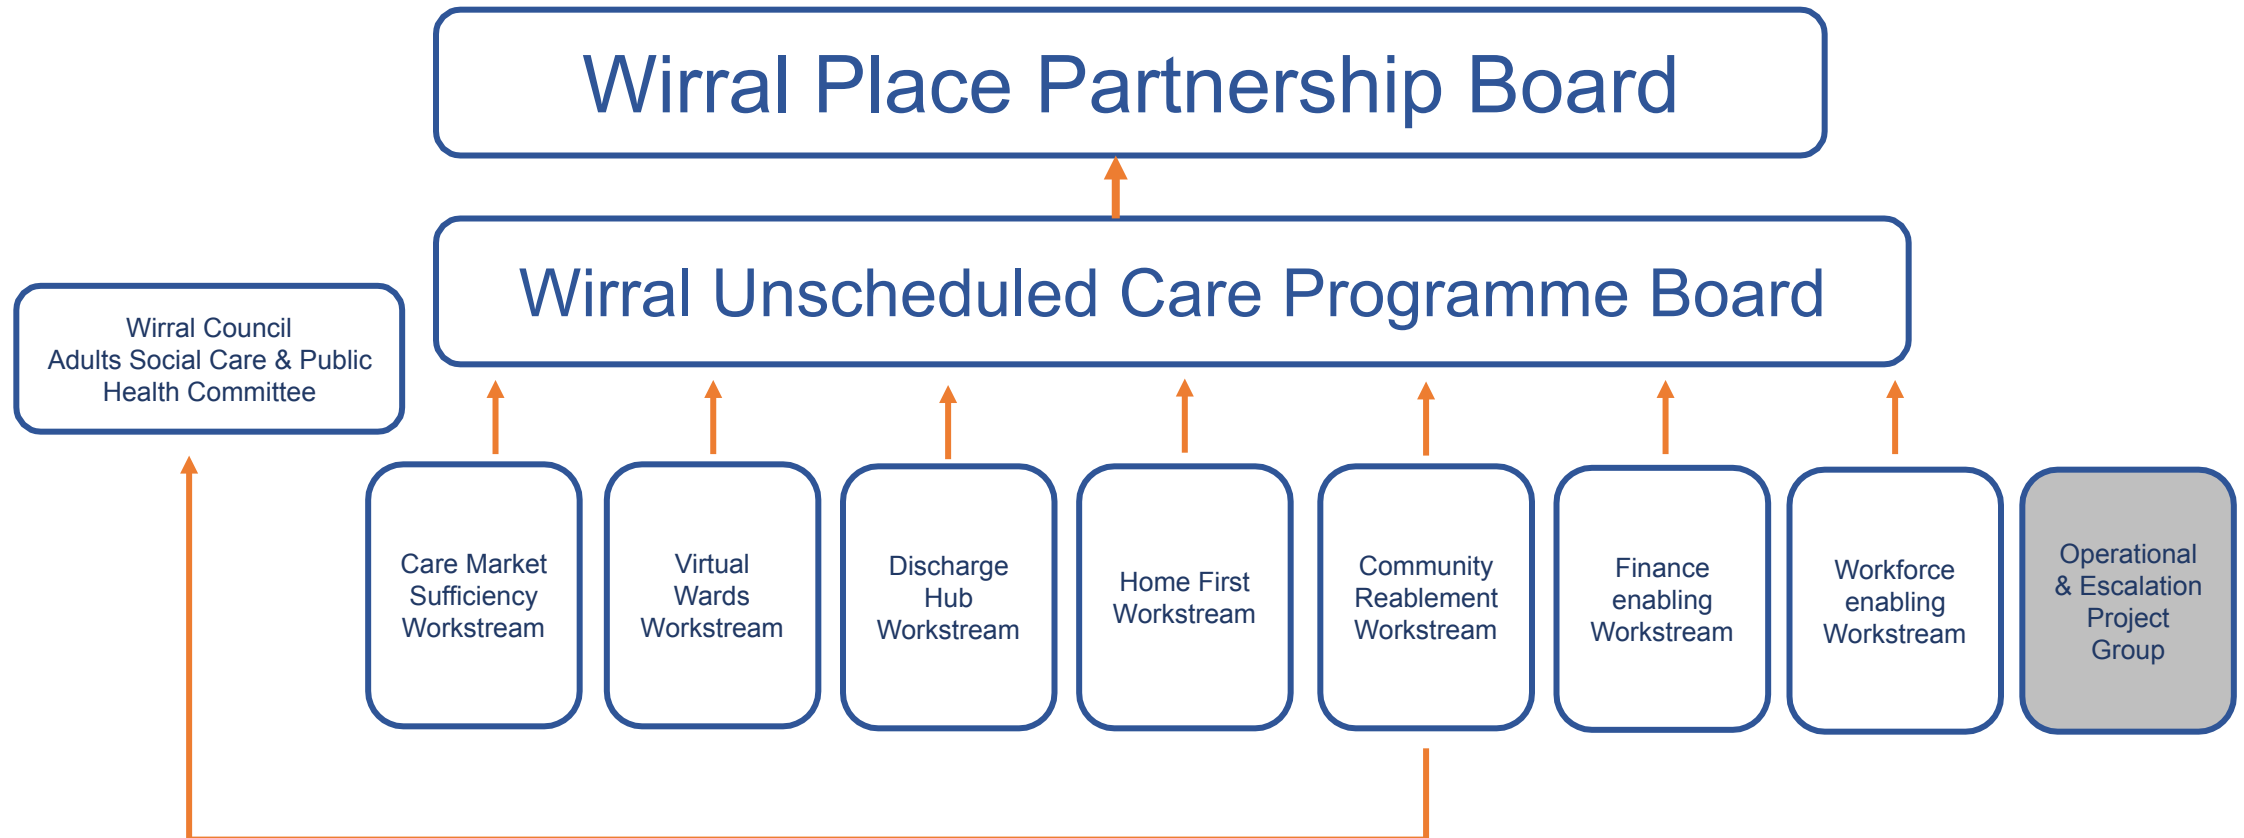 Wirral Place Partnership Board
Wirral Unscheduled Care Programme Board
Wirral Council
Adults Social Care & Public
Health Committee
Care Market
Sufficiency
Workstream
Virtual
Wards
Workstream
Discharge
Hub
Workstream
Home First
Workstream
Community
Reablement
Workstream
Finance
enabling
Workstream
Workforce
enabling
Workstream
Operational
& Escalation
Project
Group